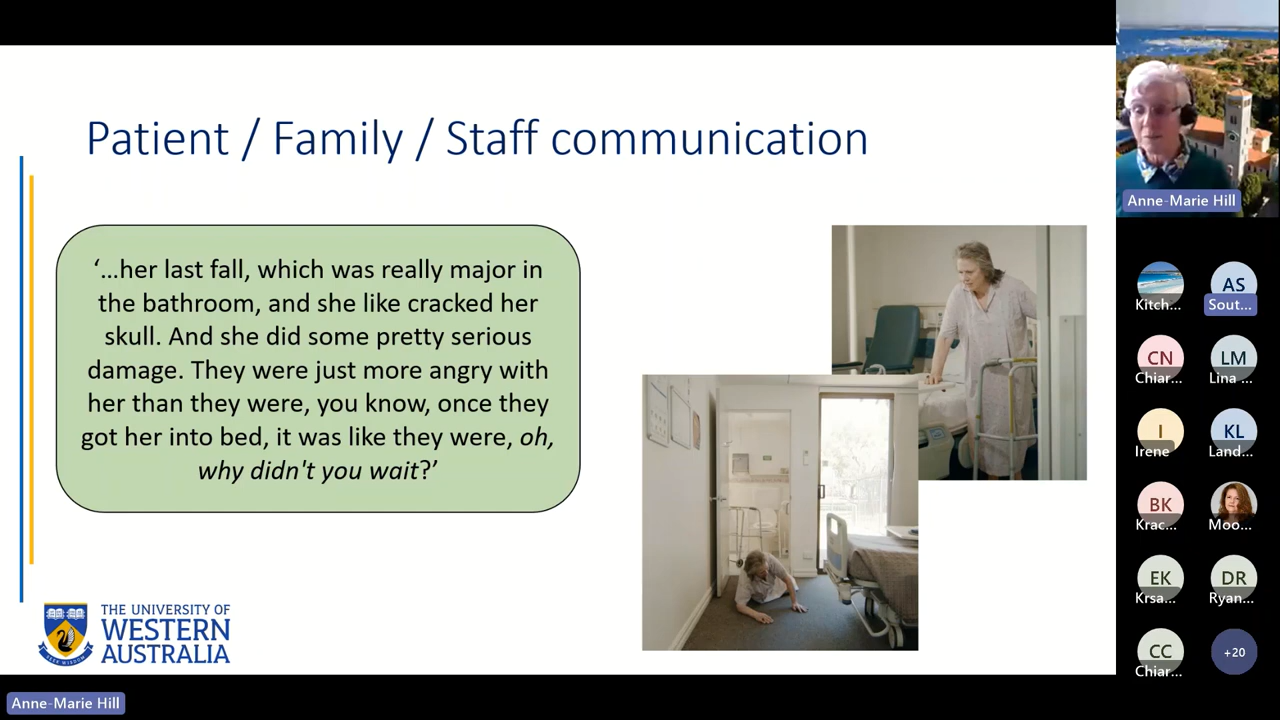 Patient / Family / Staff communication
‘…her last fall, which was really major in
the bathroom, and she like cracked her
skull. And she did some pretty serious
damage. They were just more angry with
her than they were, you know, once they
got her into bed, it was like they were, oh,
why didn't you wait?’
THE UNIVERSITY OF
WESTERN
AUSTRALIA
Anne-Marie Hill
Anne-Marie Hill
Kitch...
AS
Sout...
CN
Chiar...
LM
Lina ...
I
Irene
KL
Land...
BK
Krac...
Moo...
EK
Krsa...
DR
Ryan...
CC
Chiar...
+20